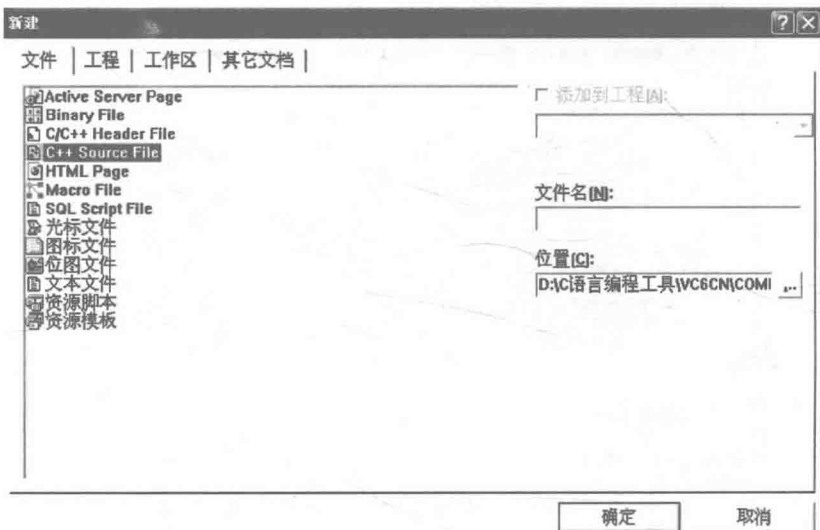 新建
文件 工程 工作区 其它文档
Active Server Page
Binary File
C/C++ Header File
C++ Source File
HTML Page
Macro File
SQL Script File
光标文件
图标文件
位图文件
文本文件
资源脚本
资源模板
添加到工程[A]:
文件名[N]:
位置[C]:
D:\C语言编程工具\VC6CN\COMI ...
确定 取消